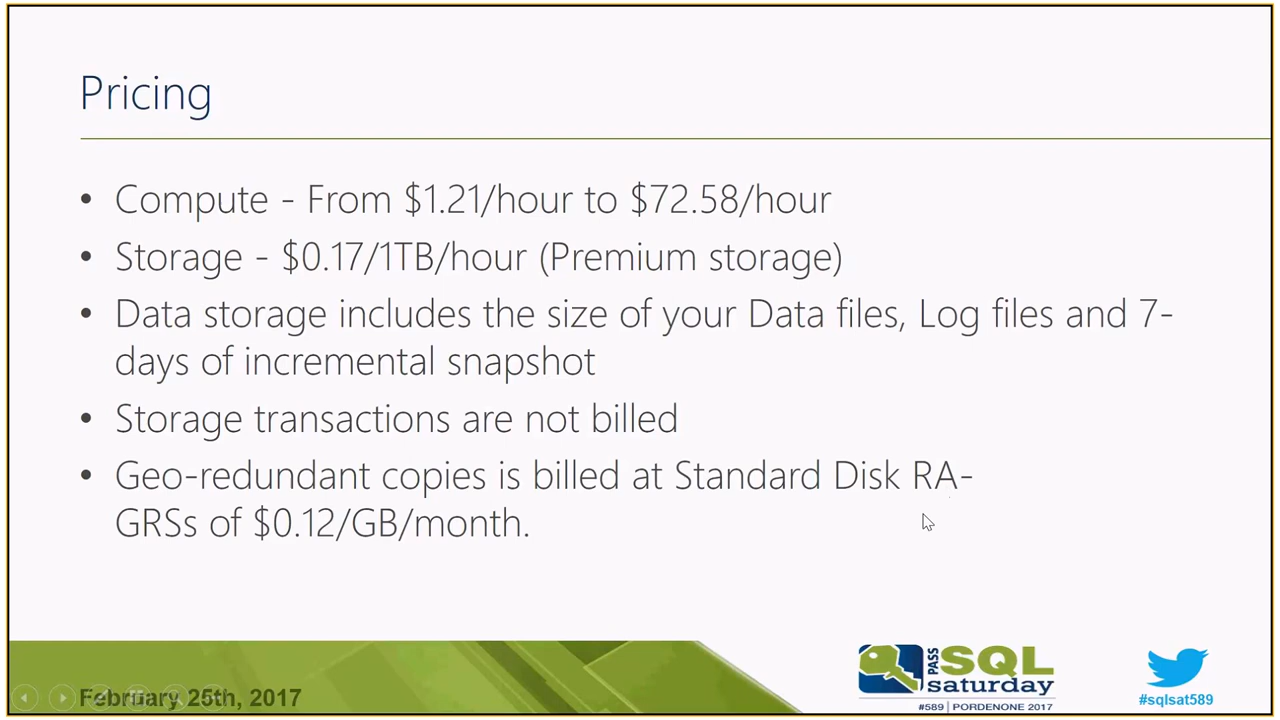 Pricing
• Compute - From $1.21/hour to $72.58/hour
• Storage - $0.17/1TB/hour (Premium storage)
• Data storage includes the size of your Data files, Log files and 7-
days of incremental snapshot
• Storage transactions are not billed
• Geo-redundant copies is billed at Standard Disk RA-
GRSs of $0.12/GB/month.
February 25th, 2017
PASS
SQL
saturday
#589 | PORDENONE 2017
#sqlsat589